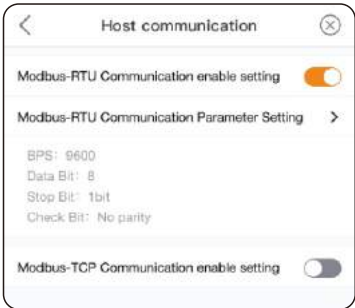 Host communication
Modbus-RTU Communication enable setting
Modbus-RTU Communication Parameter Setting
BPS: 9600
Data Bit: 8
Stop Bit: 1bit
Check Bit: No parity
Modbus-TCP Communication enable setting